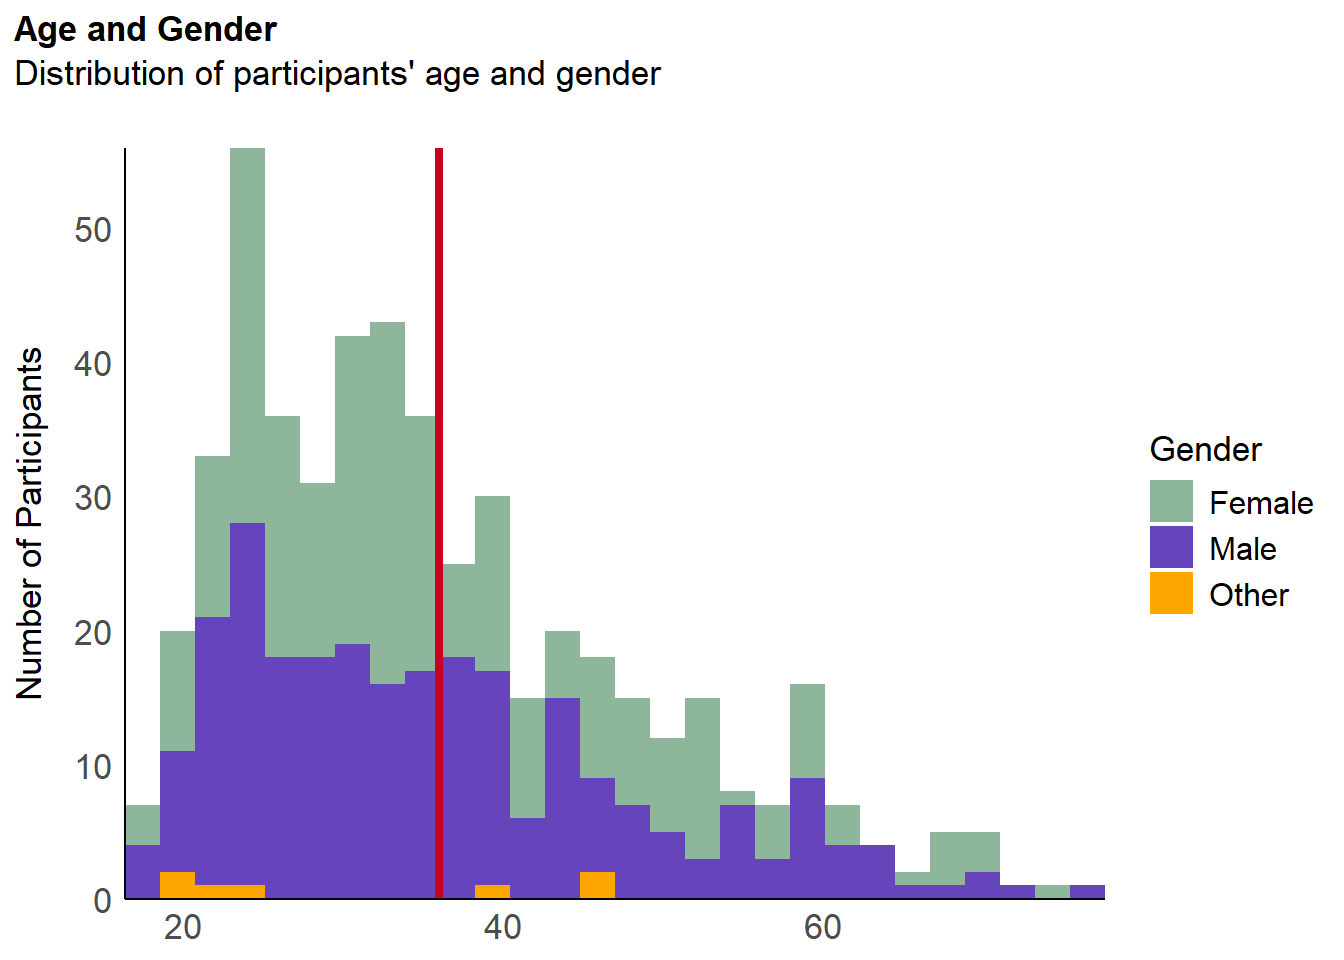 Age and Gender
Distribution of participants' age and gender
Number of Participants
50
40
30
20
10
0
20 40 60
Gender
Female
Male
Other